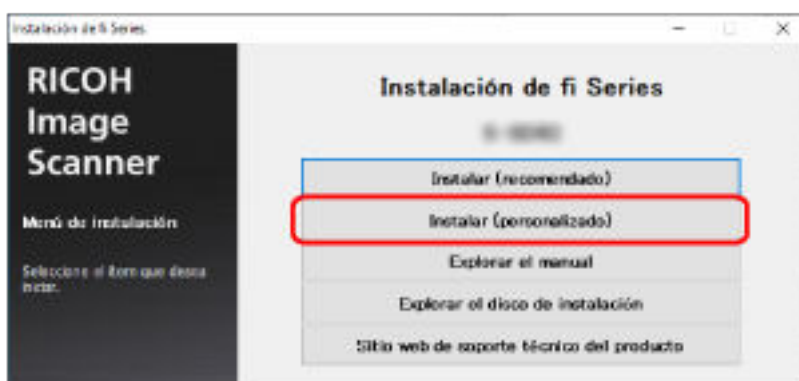 Instalación de fi Series
RICOH
Image
Scanner
Menú de instalación
Seleccione el ítem que desea
iniciar.
Instalación de fi Series
Instalar (recomendado)
Instalar (personalizado)
Explorar el manual
Explorar el disco de instalación
Sitio web de soporte técnico del producto